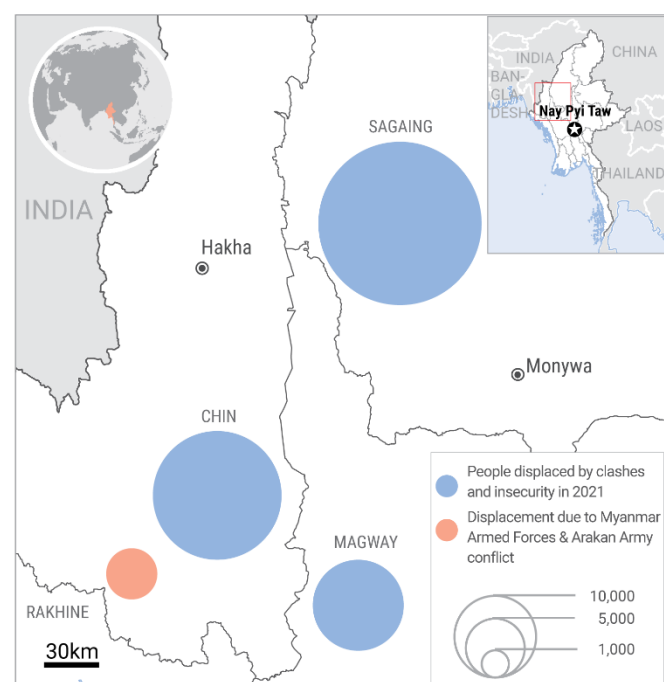 INDIA
CHINA
BAN-
GLA
DESH
Nay Pyi Taw
LAOS
THAILAND
SAGAING
INDIA
Hakha
Monywa
CHIN
MAGWAY
RAKHINE
30km
People displaced by clashes
and insecurity in 2021
Displacement due to Myanmar
Armed Forces & Arakan Army
conflict
10,000
5,000
1,000